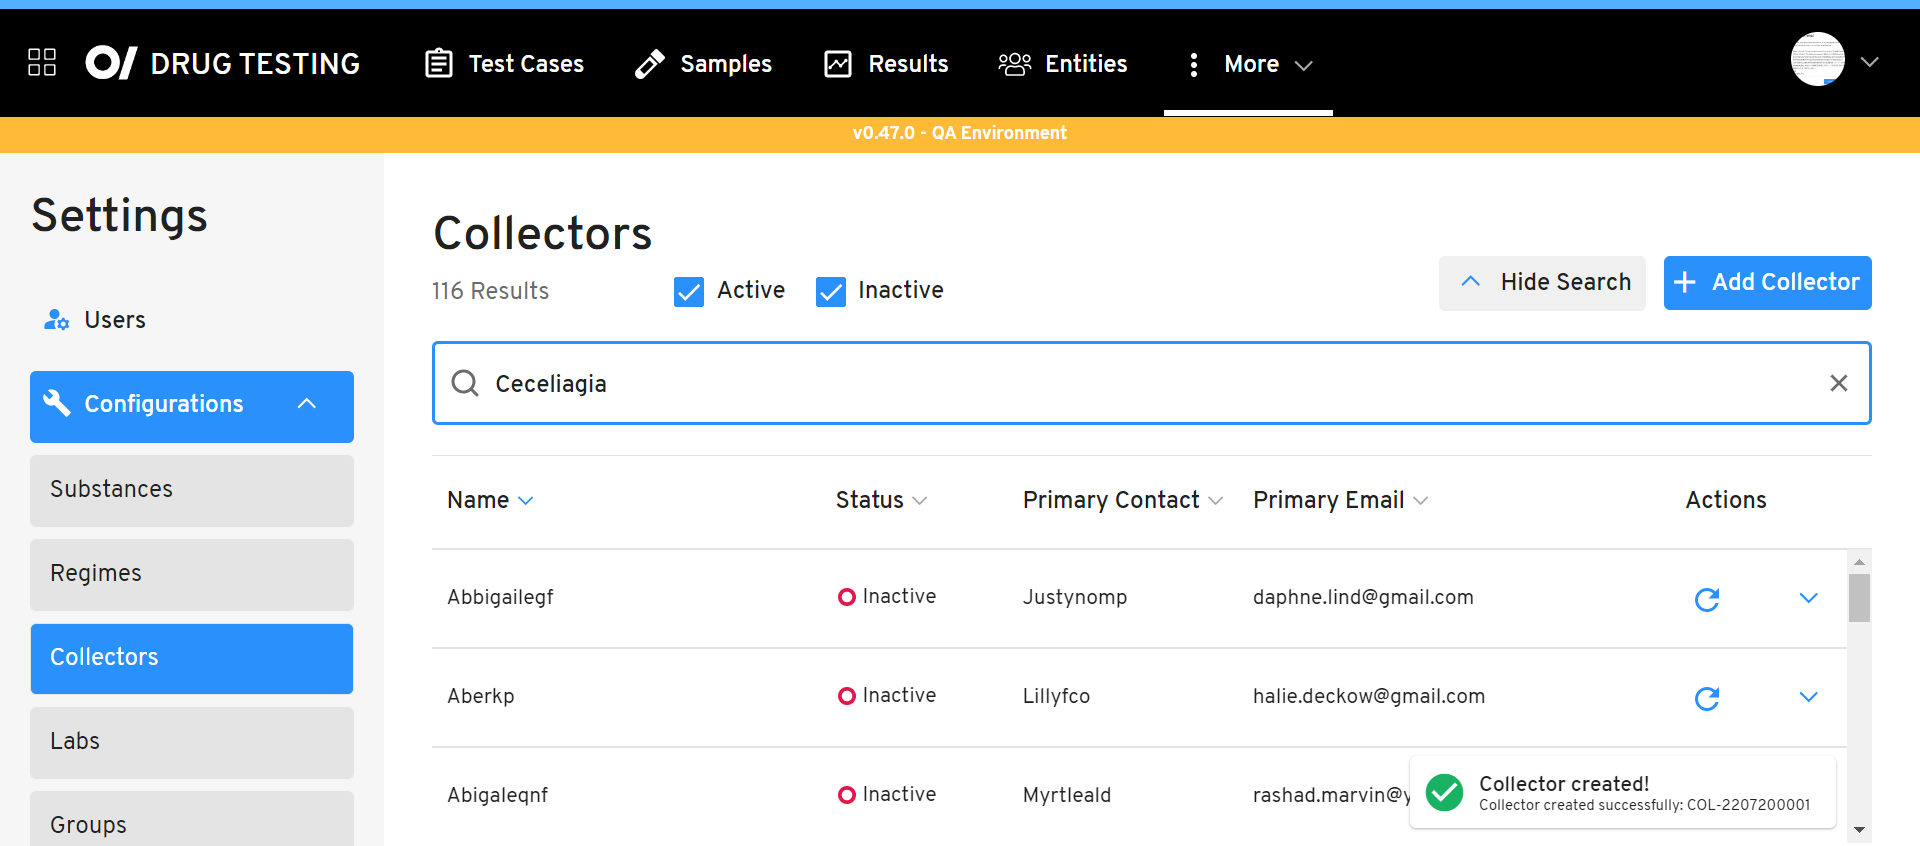 DRUG TESTING
Test Cases
Samples
Results
Entities
More
v0.47.0 - QA Environment
Settings
Users
Configurations
Substances
Regimes
Collectors
Labs
Groups
Collectors
116 Results
Active
Inactive
Hide Search
Add Collector
Ceceliagia
Name
Status
Primary Contact
Primary Email
Actions
Abbigailegf
Inactive
Justynomp
daphne.lind@gmail.com
Aberkp
Inactive
Lillyfco
halie.deckow@gmail.com
Abigaleqnf
Inactive
Myrtleald
rashad.marvin@y
Collector created!
Collector created successfully: COL-2207200001